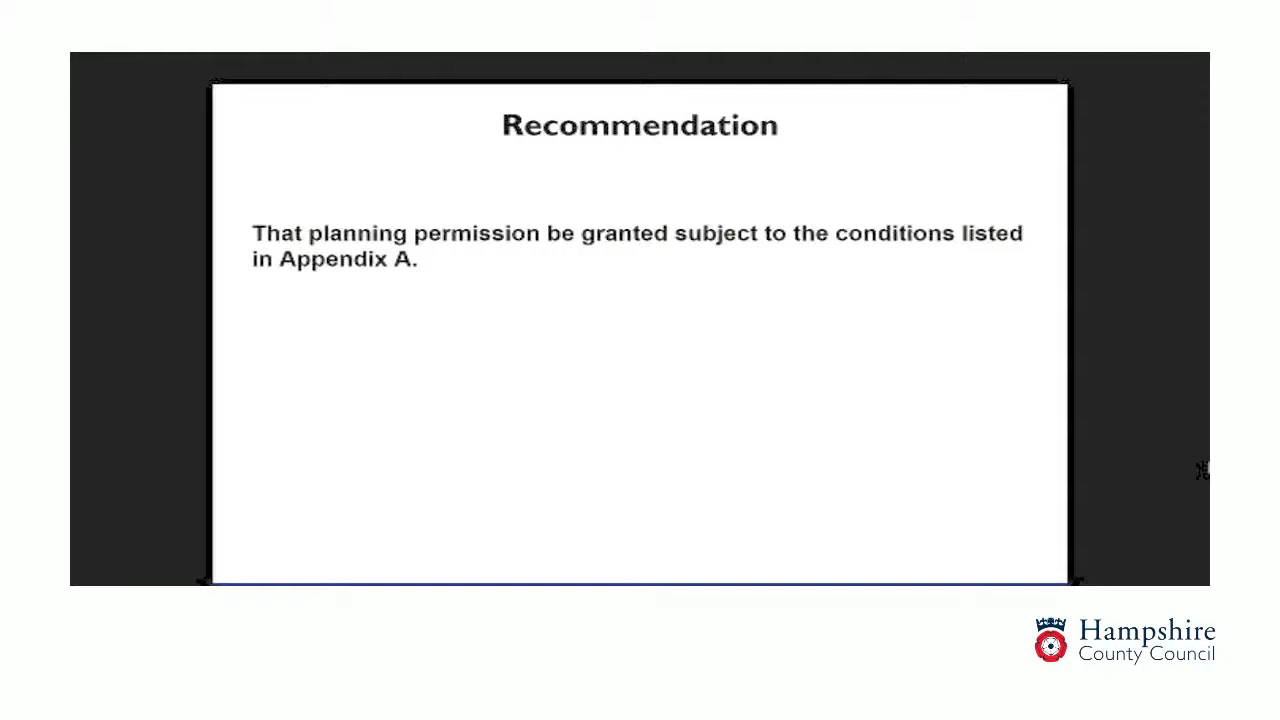 Recommendation
That planning permission be granted subject to the conditions listed
in Appendix A.
Hampshire
County Council